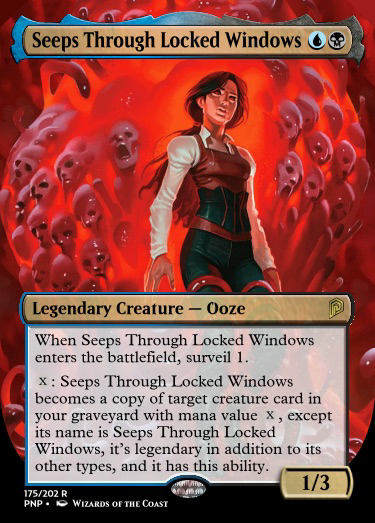 Seeps Through Locked Windows
Legendary Creature — Ooze
When Seeps Through Locked Windows
enters the battlefield, surveil 1.
X: Seeps Through Locked Windows
becomes a copy of target creature card in
your graveyard with mana value X, except
its name is Seeps Through Locked
Windows, it's legendary in addition to its
other types, and it has this ability.
1/3
175/202 R
PNP • Wizards of the Coast